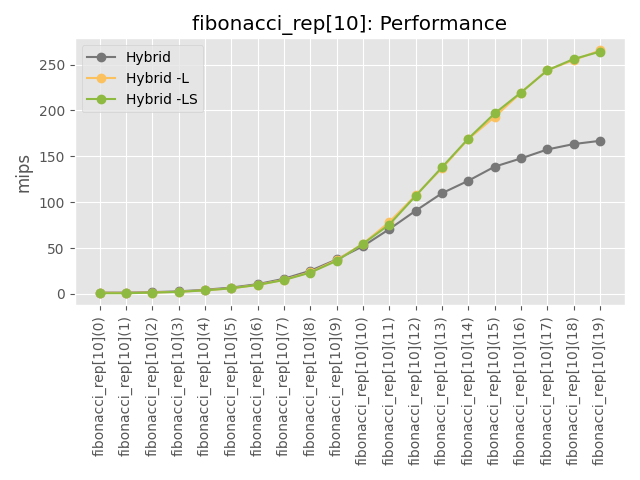 fibonacci_rep[10]: Performance
Hybrid
Hybrid -L
Hybrid -LS
mips
250
200
150
100
50
0
fibonacci_rep[10](0)
fibonacci_rep[10](1)
fibonacci_rep[10](2)
fibonacci_rep[10](3)
fibonacci_rep[10](4)
fibonacci_rep[10](5)
fibonacci_rep[10](6)
fibonacci_rep[10](7)
fibonacci_rep[10](8)
fibonacci_rep[10](9)
fibonacci_rep[10](10)
fibonacci_rep[10](11)
fibonacci_rep[10](12)
fibonacci_rep[10](13)
fibonacci_rep[10](14)
fibonacci_rep[10](15)
fibonacci_rep[10](16)
fibonacci_rep[10](17)
fibonacci_rep[10](18)
fibonacci_rep[10](19)